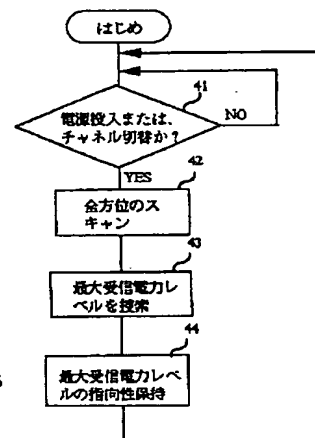 はじめ
41
電源投入または、
チャネル切替か?
NO
YES
42
全方位のス
キャン
43
最大受信電力レ
ベルを捜索
44
最大受信電力レベ
ルの指向性保持